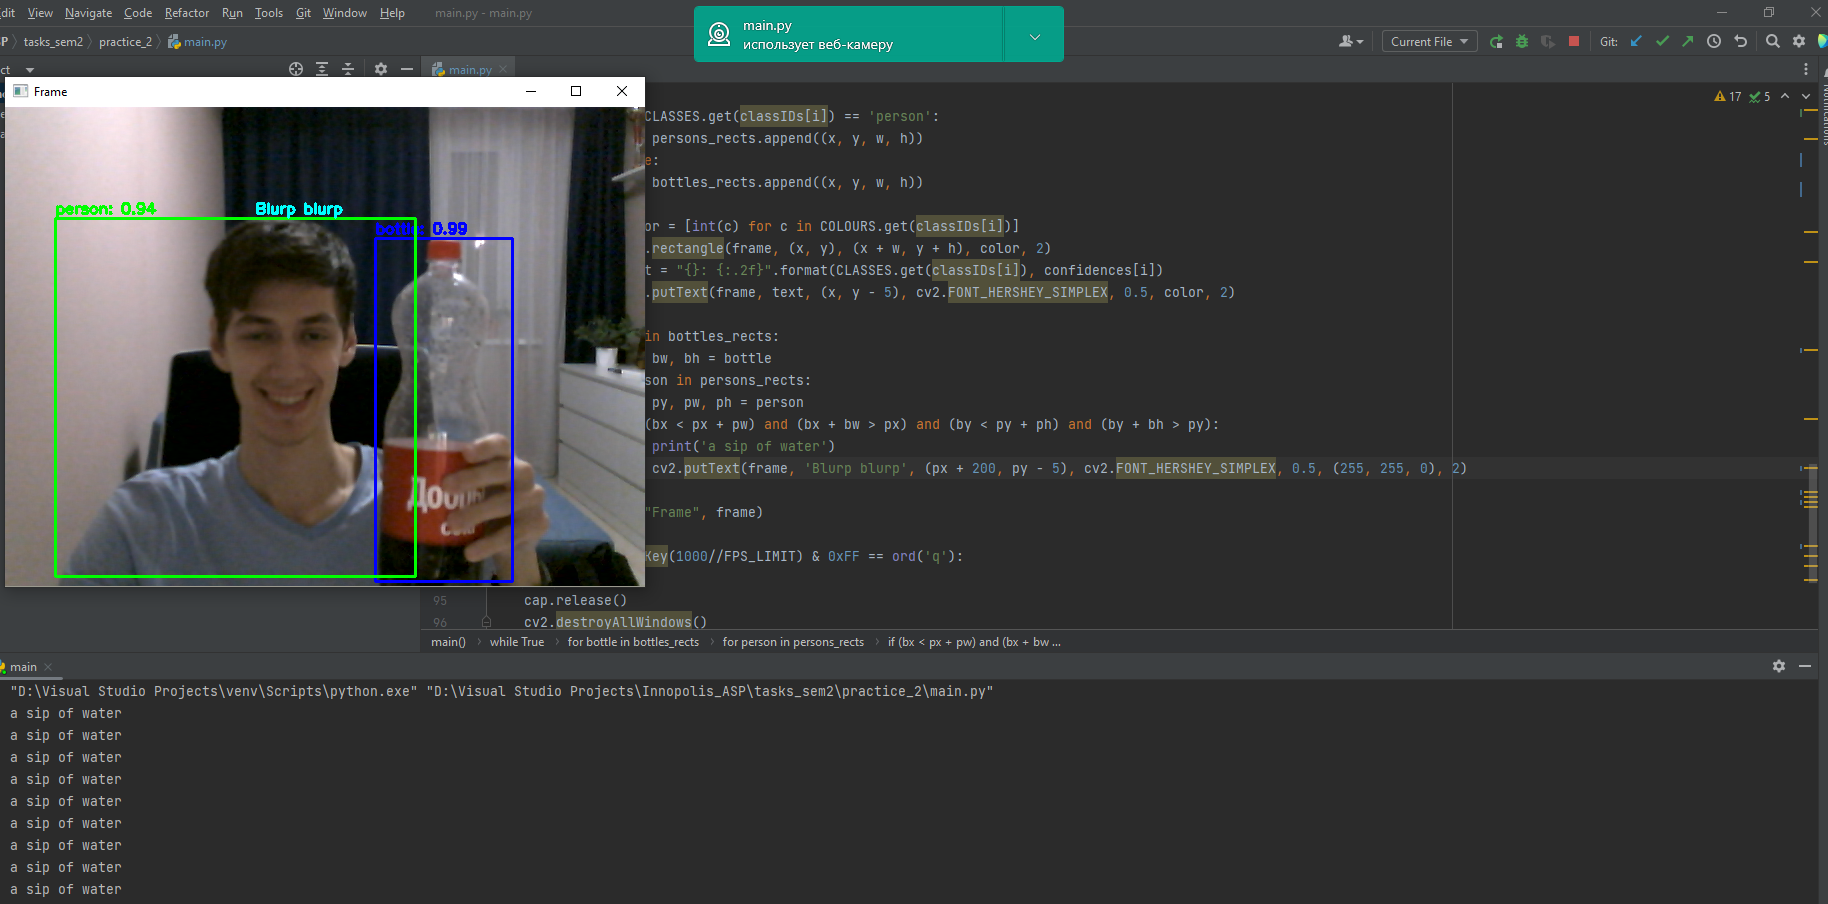 dit View Navigate Code Refactor Run Tools Git Window Help main.py - main.py
main.py
использует веб-камеру
P tasks_sem2 practice_2 main.py
Current File Git:
ct main.py
Frame
17 5
Notifications
person: 0.94 Blurp blurp
bottle: 0.99
Добрый
cola
CLASSES.get(classIDs[i]) == 'person':
persons_rects.append((x, y, w, h))
e:
bottles_rects.append((x, y, w, h))
or = [int(c) for c in COLOURS.get(classIDs[i])]
.rectangle(frame, (x, y), (x + w, y + h), color, 2)
t = "{}: {:.2f}".format(CLASSES.get(classIDs[i]), confidences[i])
.putText(frame, text, (x, y - 5), cv2.FONT_HERSHEY_SIMPLEX, 0.5, color, 2)
in bottles_rects:
bw, bh = bottle
son in persons_rects:
py, pw, ph = person
(bx < px + pw) and (bx + bw > px) and (by < py + ph) and (by + bh > py):
print('a sip of water')
cv2.putText(frame, 'Blurp blurp', (px + 200, py - 5), cv2.FONT_HERSHEY_SIMPLEX, 0.5, (255, 255, 0), 2)
"Frame", frame)
Key(1000//FPS_LIMIT) & 0xFF == ord('q'):
95 cap.release()
96 cv2.destroyAllWindows()
main() while True for bottle in bottles_rects for person in persons_rects if (bx < px + pw) and (bx + bw ...
main
"D:\Visual Studio Projects\venv\Scripts\python.exe" "D:\Visual Studio Projects\Innopolis_ASP\tasks_sem2\practice_2\main.py"
a sip of water
a sip of water
a sip of water
a sip of water
a sip of water
a sip of water
a sip of water
a sip of water
a sip of water